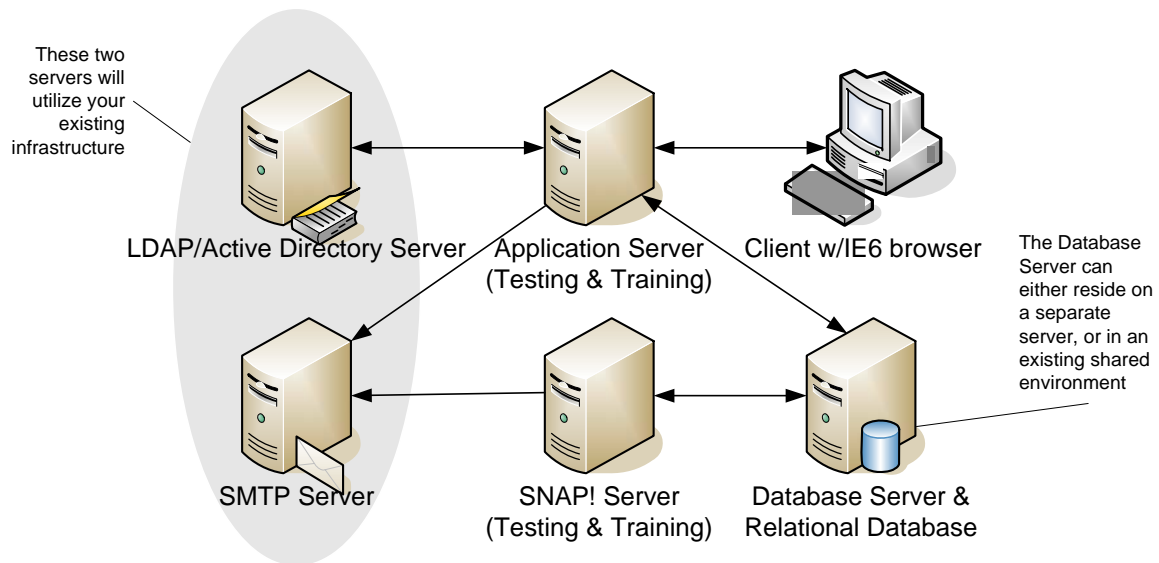 These two
servers will
utilize your
existing
infrastructure
LDAP/Active Directory Server
Application Server
(Testing & Training)
Client w/IE6 browser
The Database
Server can
either reside on
a separate
server, or in an
existing shared
environment
SMTP Server
SNAP! Server
(Testing & Training)
Database Server &
Relational Database